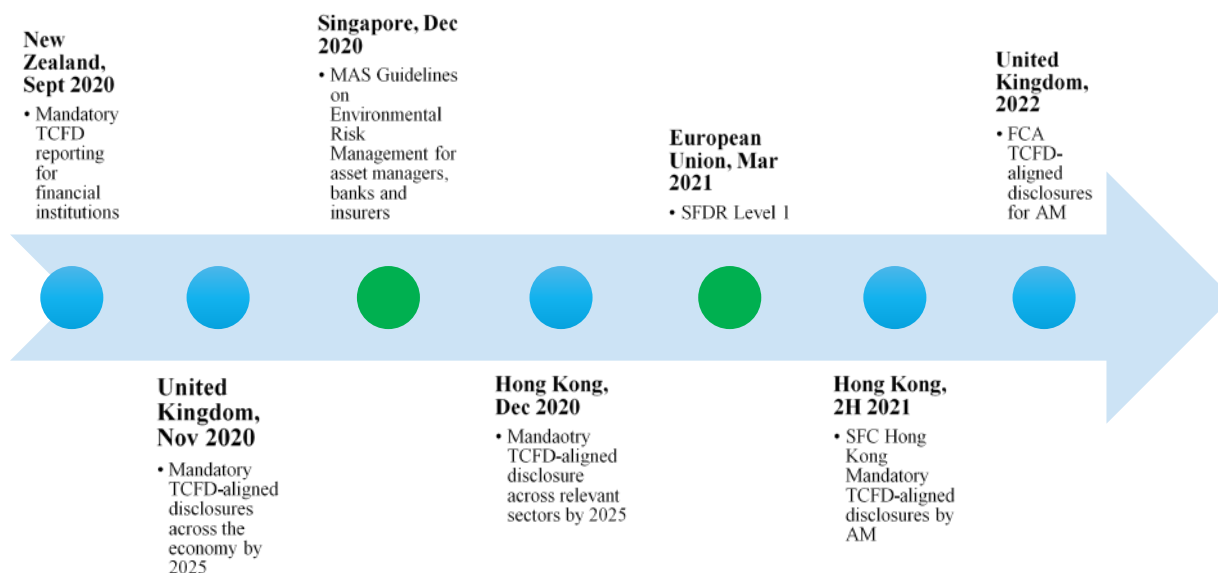 New
Zealand,
Sept 2020
• Mandatory
TCFD
reporting
for
financial
institutions
United
Kingdom,
Nov 2020
• Mandatory
TCFD-aligned
disclosures
across the
economy by
2025
Singapore, Dec
2020
• MAS Guidelines
on
Environmental
Risk
Management for
asset managers,
banks and
insurers
Hong Kong,
Dec 2020
• Mandaotry
TCFD-aligned
disclosure
across relevant
sectors by 2025
European
Union, Mar
2021
• SFDR Level 1
Hong Kong,
2H 2021
• SFC Hong
Kong
Mandatory
TCFD-aligned
disclosures by
AM
United
Kingdom,
2022
• FCA
TCFD-
aligned
disclosures
for AM